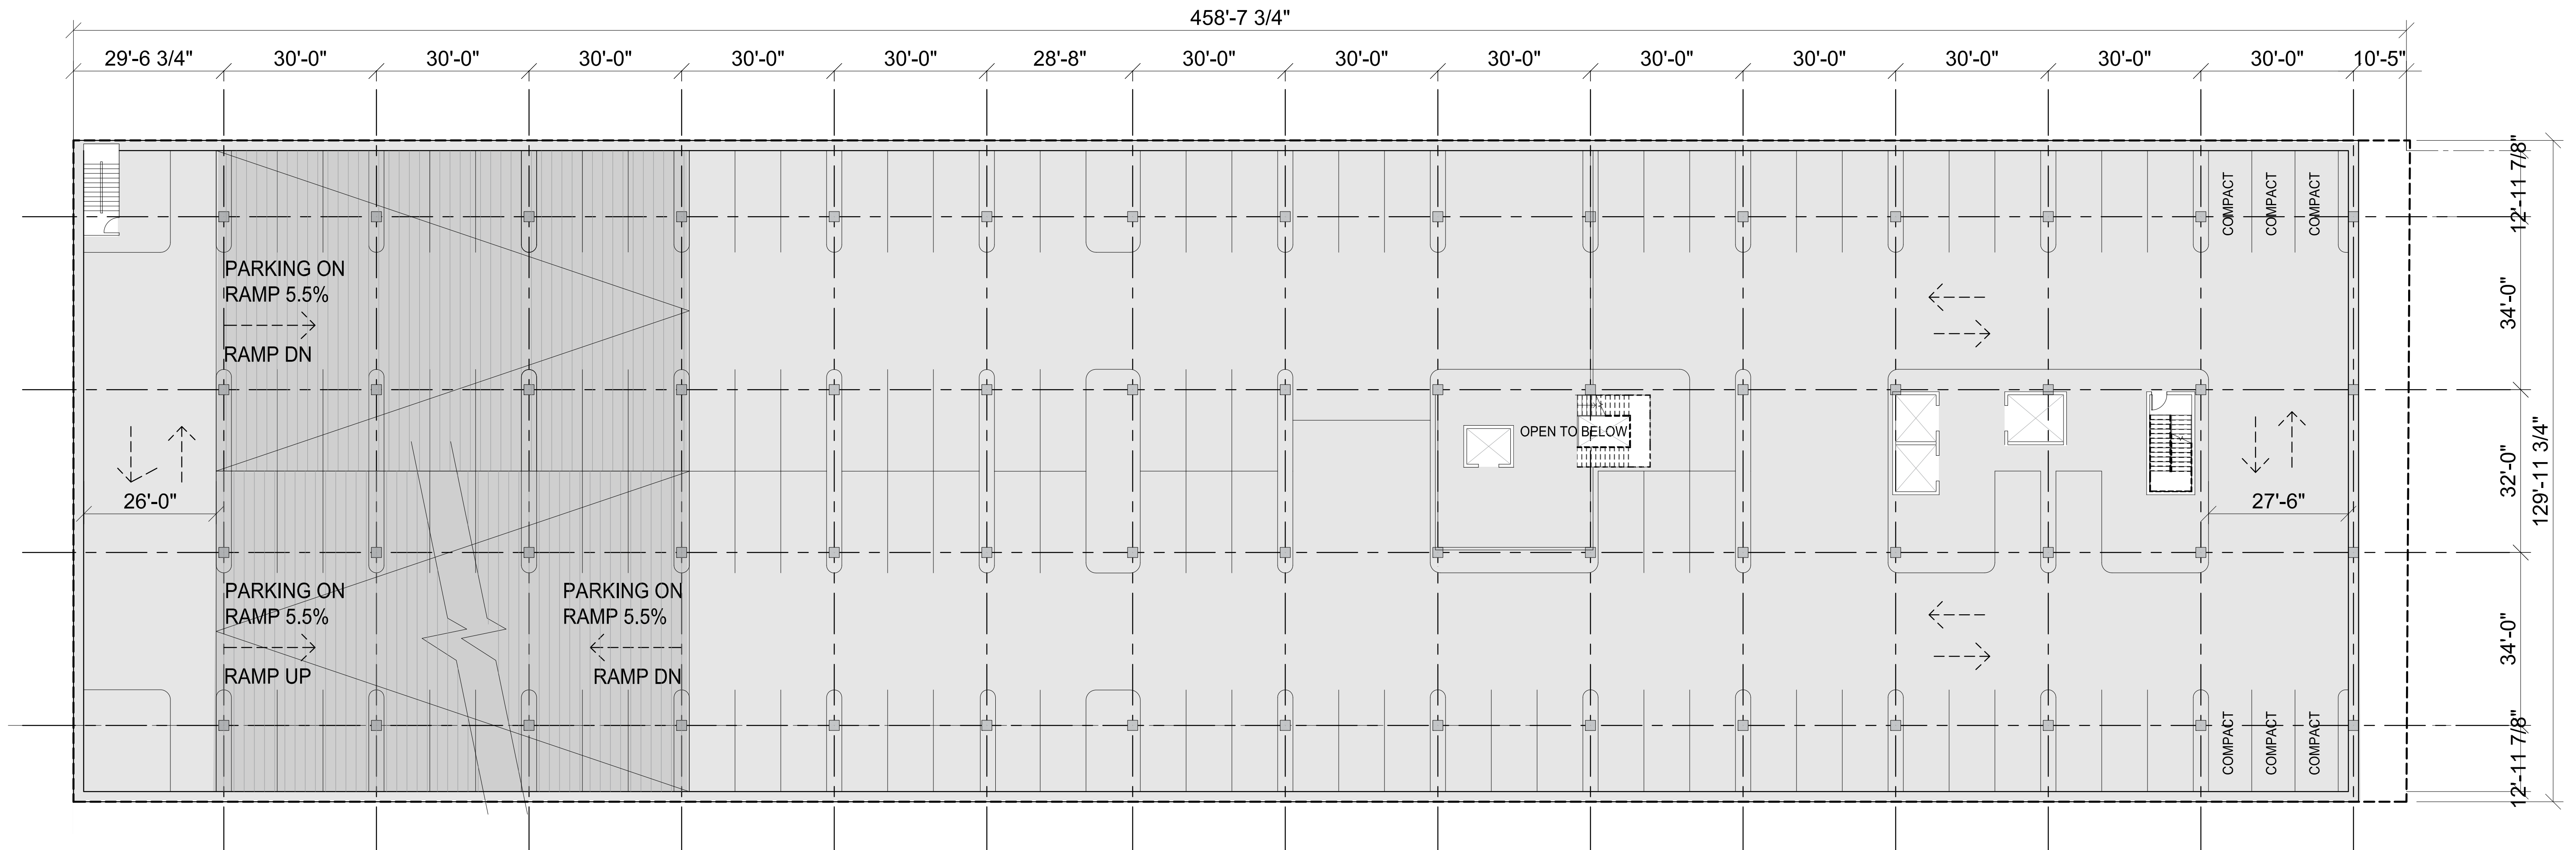 458'-7 3/4"
29'-6 3/4"
30'-0"
30'-0"
30'-0"
30'-0"
30'-0"
28'-8"
30'-0"
30'-0"
30'-0"
30'-0"
30'-0"
30'-0"
30'-0"
30'-0"
10'-5"
COMPACT
COMPACT
COMPACT
12'-11 7/8"
PARKING ON
RAMP 5.5%
RAMP DN
34'-0"
OPEN TO BELOW
26'-0"
27'-6"
32'-0"
129'-11 3/4"
PARKING ON
RAMP 5.5%
RAMP UP
PARKING ON
RAMP 5.5%
RAMP DN
34'-0"
COMPACT
COMPACT
COMPACT
12'-11 7/8"